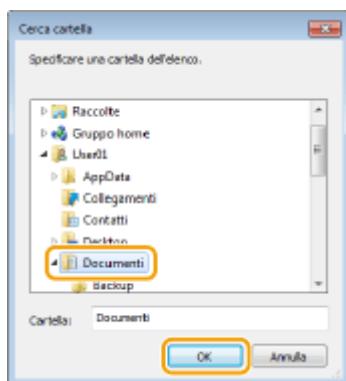 Cerca cartella
Specificare una cartella dell'elenco.
Raccolte
Gruppo home
User01
AppData
Collegamenti
Contatti
Desktop
Documenti
Backup
Cartella: Documenti
OK Annulla